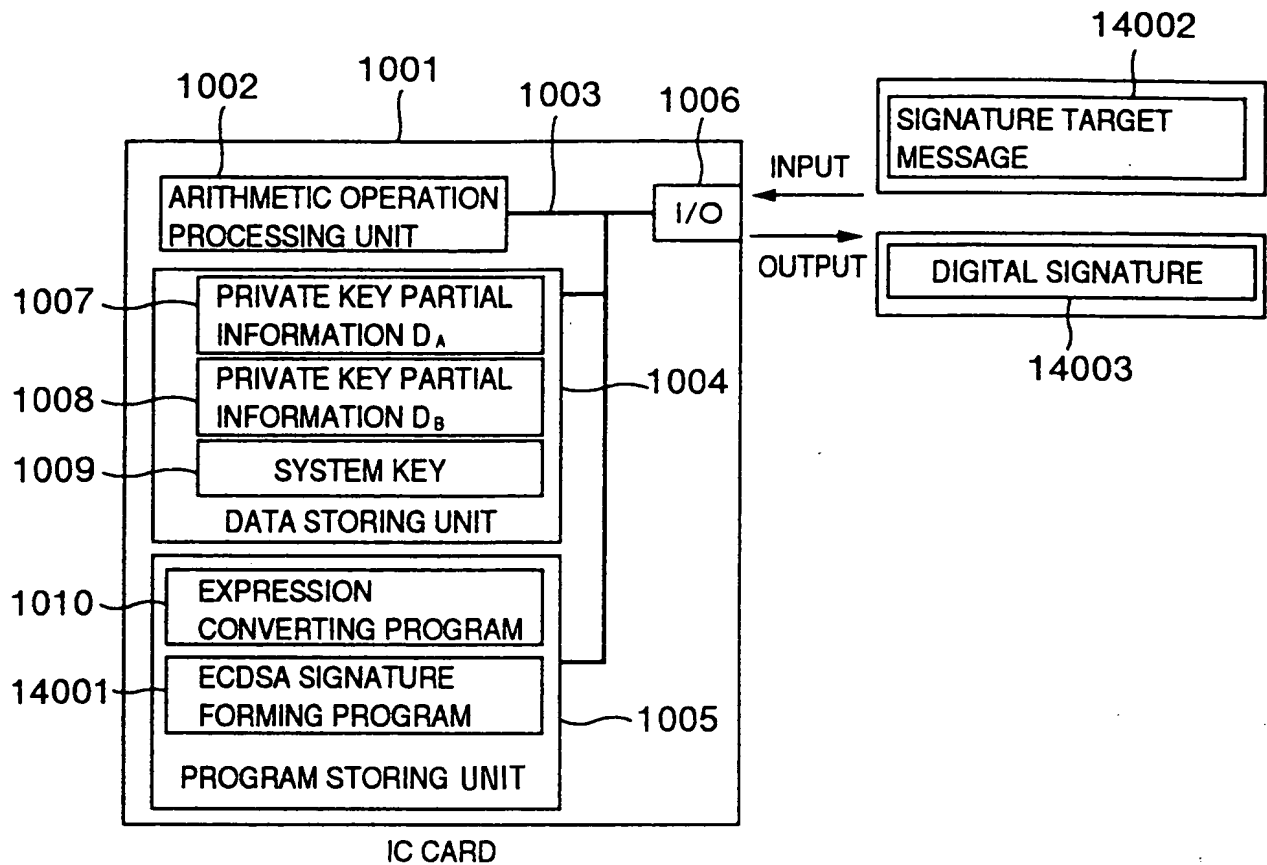 14002
1001
1002
1003
1006
SIGNATURE TARGET
MESSAGE
INPUT
ARITHMETIC OPERATION
PROCESSING UNIT
I/O
OUTPUT
DIGITAL SIGNATURE
14003
1007
PRIVATE KEY PARTIAL
INFORMATION DA
1004
1008
PRIVATE KEY PARTIAL
INFORMATION DB
1009
SYSTEM KEY
DATA STORING UNIT
1010
EXPRESSION
CONVERTING PROGRAM
14001
ECDSA SIGNATURE
FORMING PROGRAM
1005
PROGRAM STORING UNIT
IC CARD